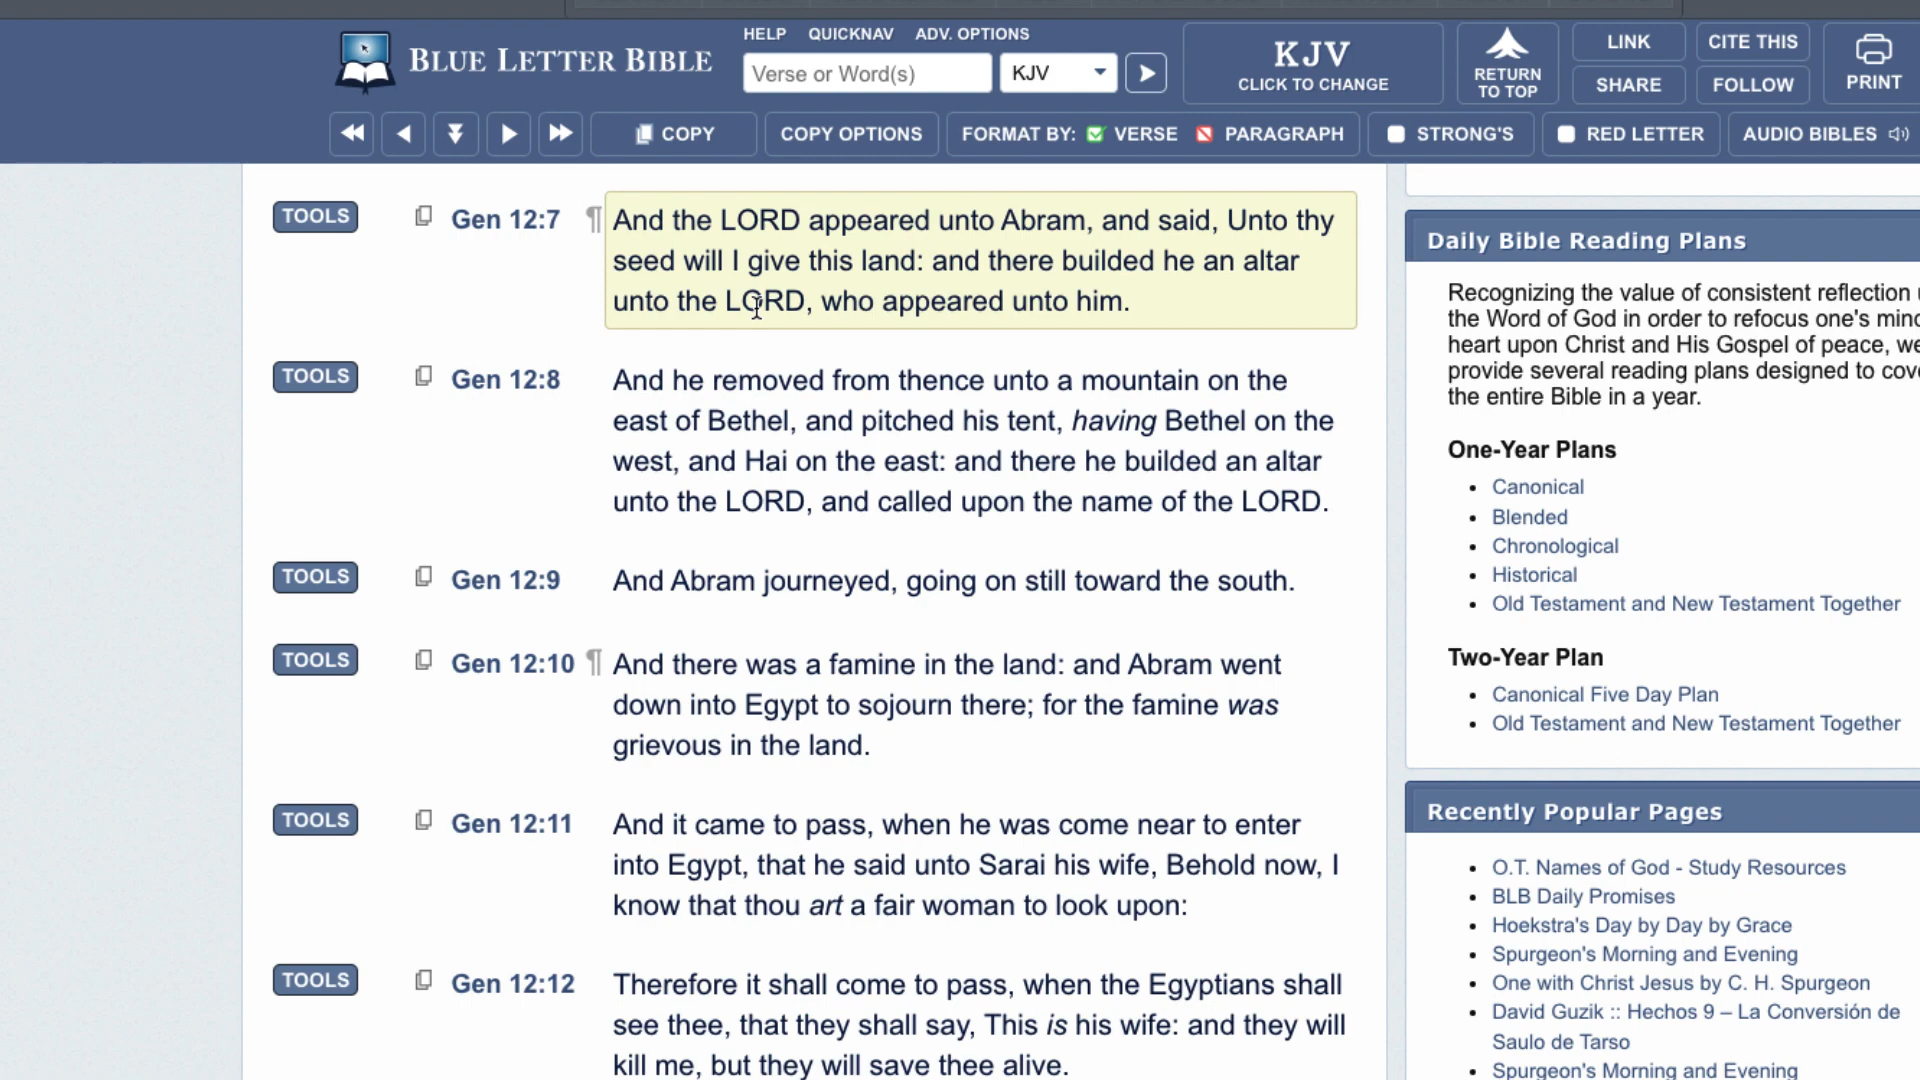 BLUE LETTER BIBLE
HELP QUICKNAV ADV. OPTIONS
Verse or Word(s)
KJV
KJV
CLICK TO CHANGE
RETURN
TO TOP
LINK
CITE THIS
SHARE
FOLLOW
PRINT
COPY
COPY OPTIONS
FORMAT BY: VERSE PARAGRAPH
STRONG'S
RED LETTER
AUDIO BIBLES
TOOLS Gen 12:7 ¶ And the LORD appeared unto Abram, and said, Unto thy
seed will I give this land: and there builded he an altar
unto the LORD, who appeared unto him.
TOOLS Gen 12:8 And he removed from thence unto a mountain on the
east of Bethel, and pitched his tent, having Bethel on the
west, and Hai on the east: and there he builded an altar
unto the LORD, and called upon the name of the LORD.
TOOLS Gen 12:9 And Abram journeyed, going on still toward the south.
TOOLS Gen 12:10 ¶ And there was a famine in the land: and Abram went
down into Egypt to sojourn there; for the famine was
grievous in the land.
TOOLS Gen 12:11 And it came to pass, when he was come near to enter
into Egypt, that he said unto Sarai his wife, Behold now, I
know that thou art a fair woman to look upon:
TOOLS Gen 12:12 Therefore it shall come to pass, when the Egyptians shall
see thee, that they shall say, This is his wife: and they will
kill me, but they will save thee alive.
Daily Bible Reading Plans
Recognizing the value of consistent reflection
the Word of God in order to refocus one's
heart upon Christ and His Gospel of peace, we
provide several reading plans designed to
the entire Bible in a year.
One-Year Plans
Canonical
Blended
Chronological
Historical
Old Testament and New Testament Together
Two-Year Plan
Canonical Five Day Plan
Old Testament and New Testament Together
Recently Popular Pages
O.T. Names of God - Study Resources
BLB Daily Promises
Hoekstra's Day by Day by Grace
Spurgeon's Morning and Evening
One with Christ Jesus by C. H. Spurgeon
David Guzik :: Hechos 9 – La Conversión de
Saulo de Tarso
Spurgeon's Morning and Evening